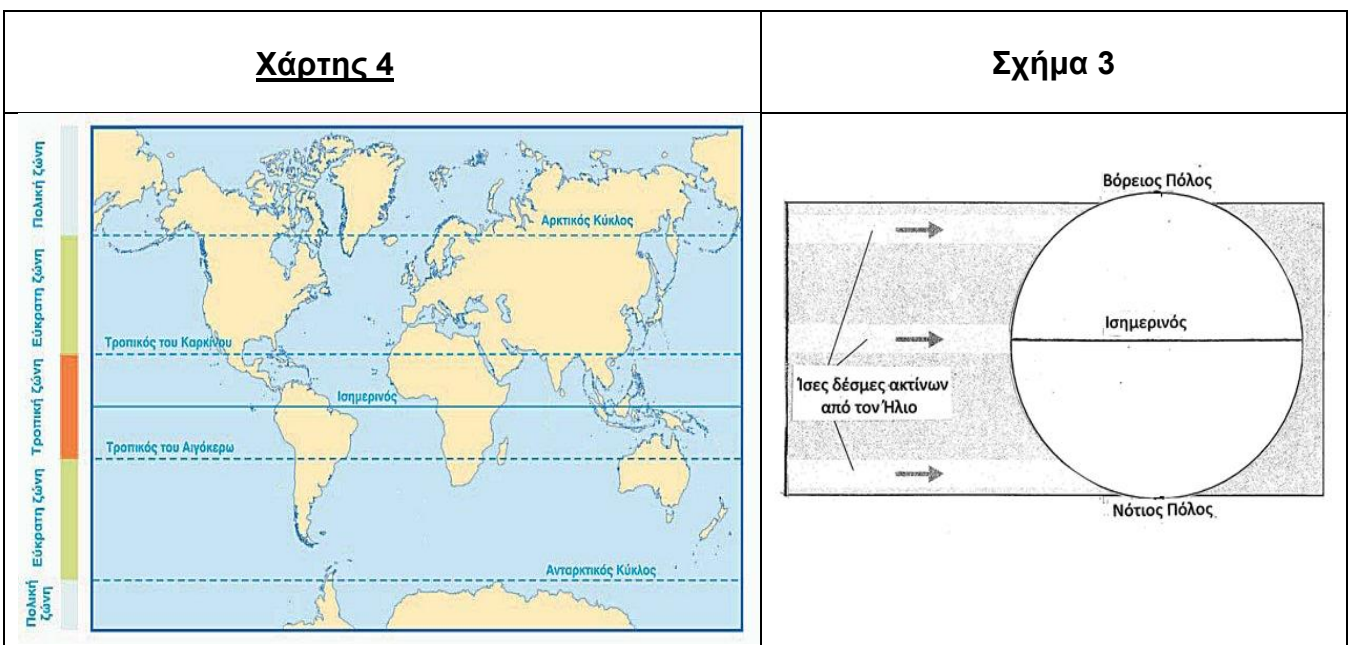 Χάρτης 4
Σχήμα 3
Πολική ζώνη
Εύκρατη ζώνη
Τροπική ζώνη
Εύκρατη ζώνη
Πολική
ζώνη
Αρκτικός Κύκλος
Τροπικός του Καρκίνου
Ισημερινός
Τροπικός του Αιγόκερω
Ανταρκτικός Κύκλος
Βόρειος Πόλος
Ισημερινός
Ίσες δέσμες ακτίνων
από τον Ήλιο
Νότιος Πόλος